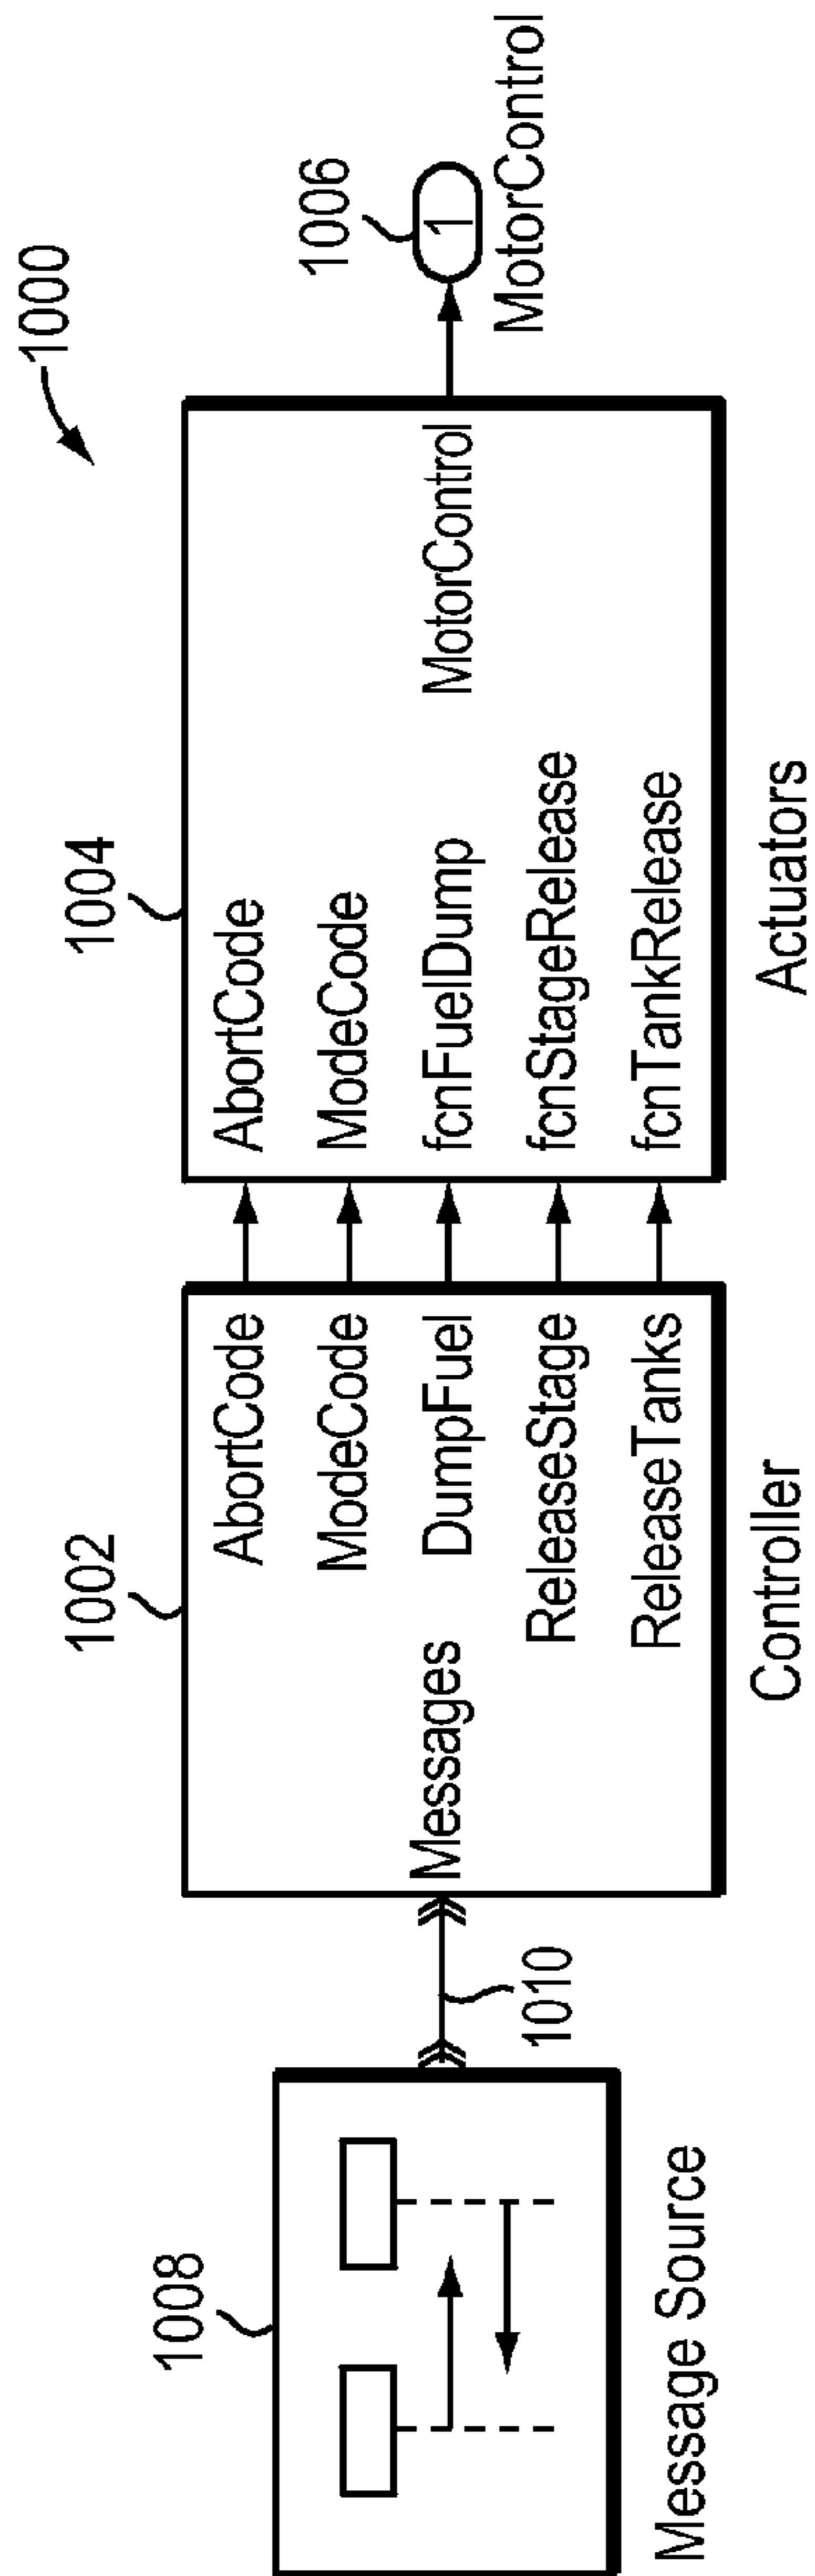 1000
1008
Message Source
1010
1002
Messages
AbortCode
ModeCode
DumpFuel
ReleaseStage
ReleaseTanks
Controller
1004
AbortCode
ModeCode
fcnFuelDump
fcnStageRelease
fcnTankRelease
MotorControl
Actuators
1006
1
MotorControl